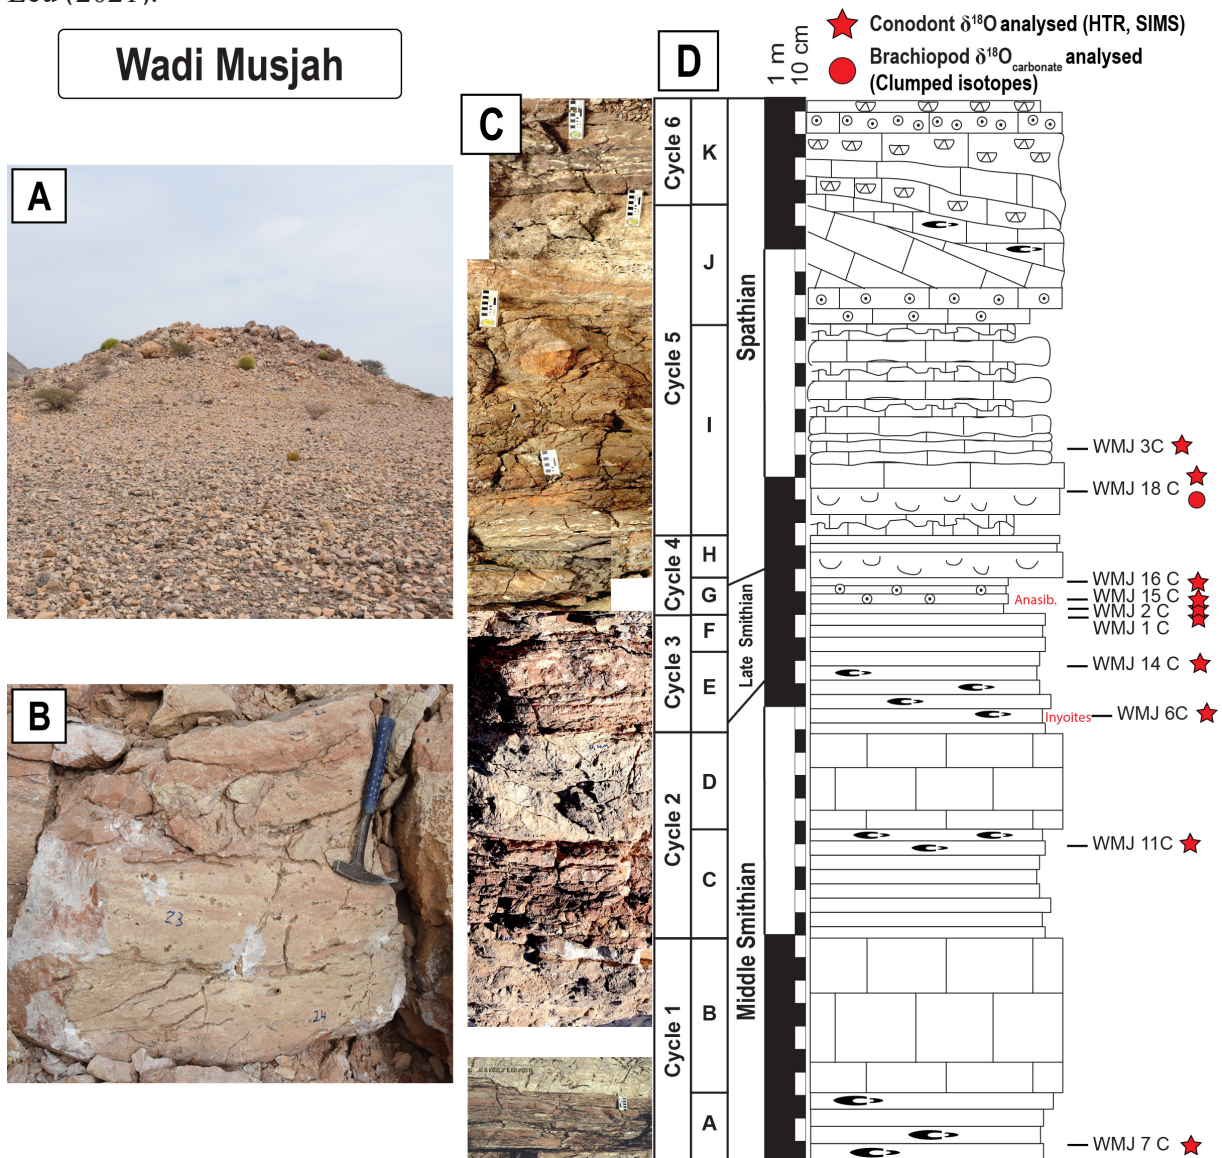 Wadi Musjah
Conodont δ¹⁸O analysed (HTR, SIMS)
Brachiopod δ¹⁸Ocarbonate analysed
(Clumped isotopes)
A
B
C
D
1 m
10 cm
Cycle 6
Cycle 5
Cycle 4
Cycle 3
Cycle 2
Cycle 1
K
J
I
H
G
F
E
D
C
B
A
Spathian
Late Smithian
Middle Smithian
WMJ 3C
WMJ 18 C
WMJ 16 C
Anasib.
WMJ 15 C
WMJ 2 C
WMJ 1 C
WMJ 14 C
Inyoites
WMJ 6C
WMJ 11C
WMJ 7 C
23
24